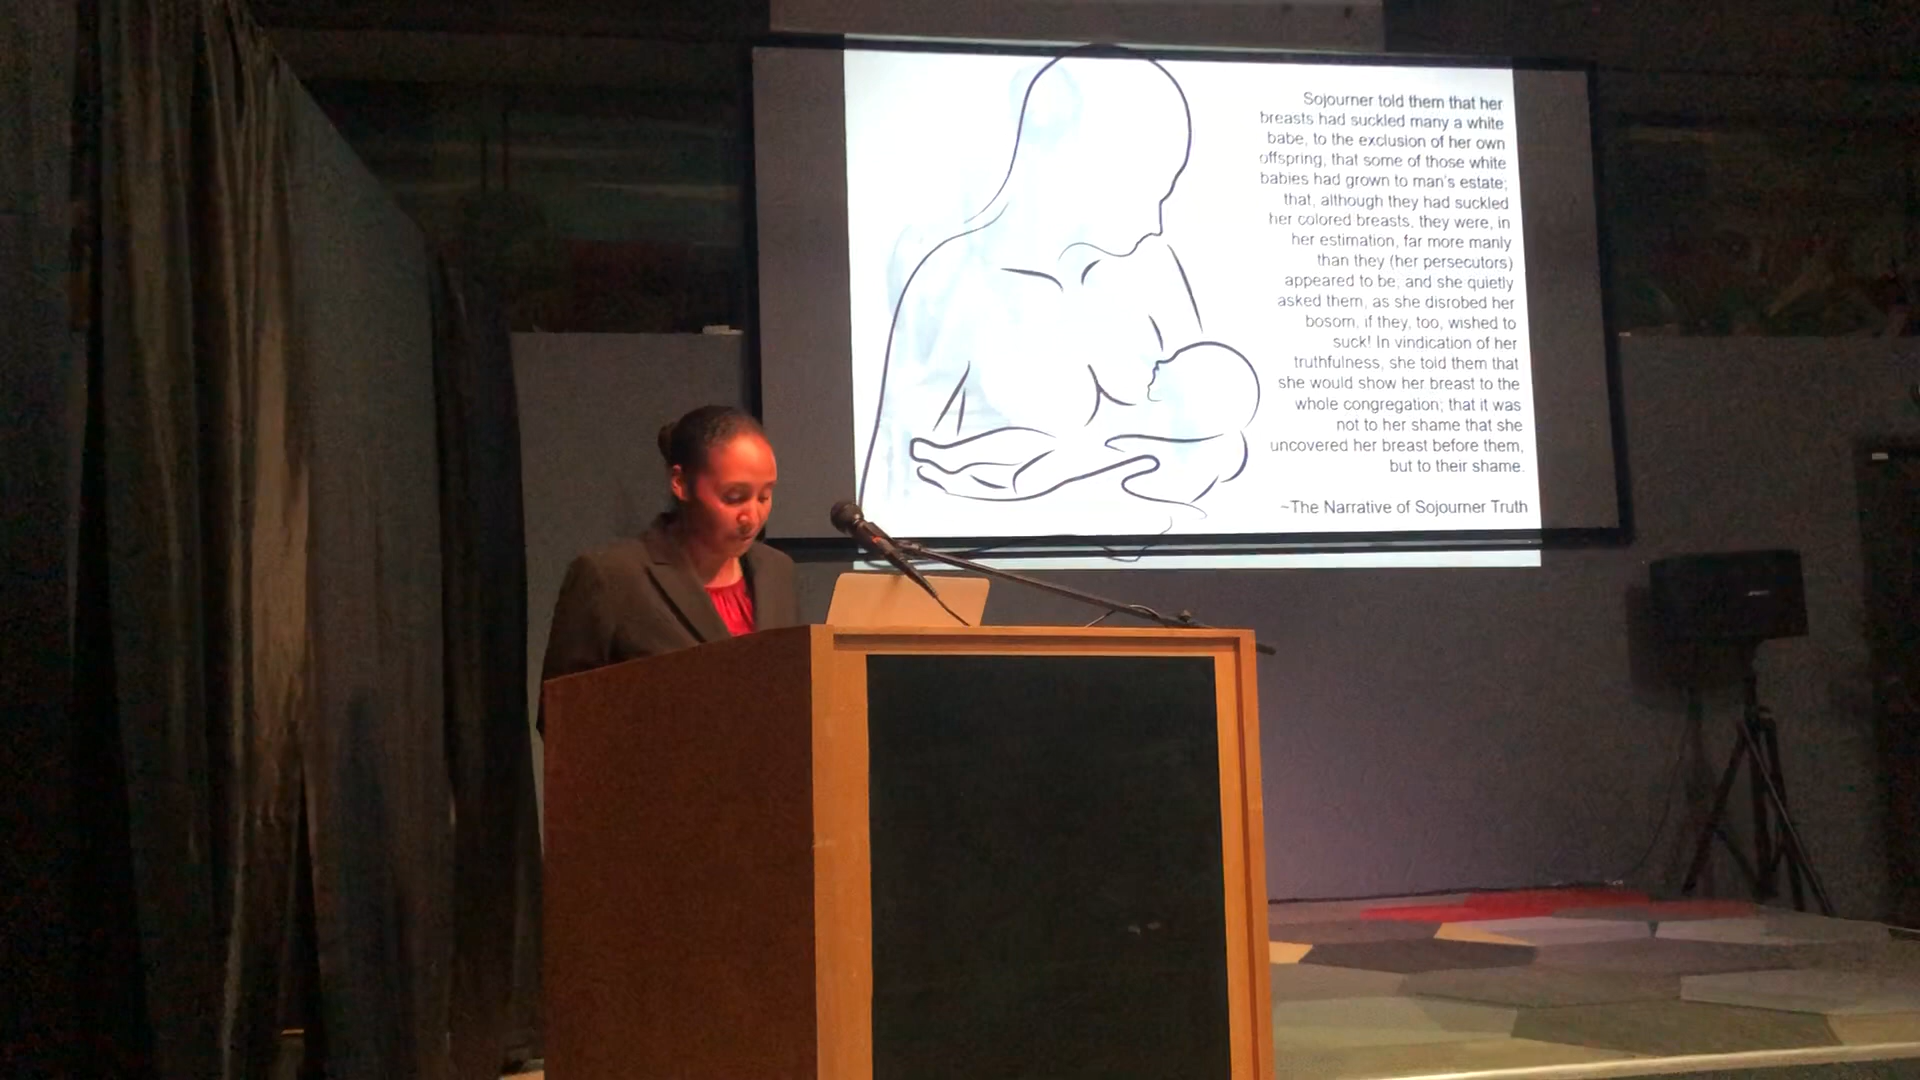 Sojourner told them that her
breasts had suckled many a white
babe, to the exclusion of her own
offspring; that some of those white
babies had grown to man's estate;
that, although they had suckled
her colored breasts, they were, in
her estimation, far more manly
than they (her persecutors)
appeared to be; and she quietly
asked them, as she disrobed her
bosom, if they, too, wished to
suck! In vindication of her
truthfulness, she told them that
she would show her breast to the
whole congregation; that it was
not to her shame that she
uncovered her breast before them,
but to their shame.
~The Narrative of Sojourner Truth